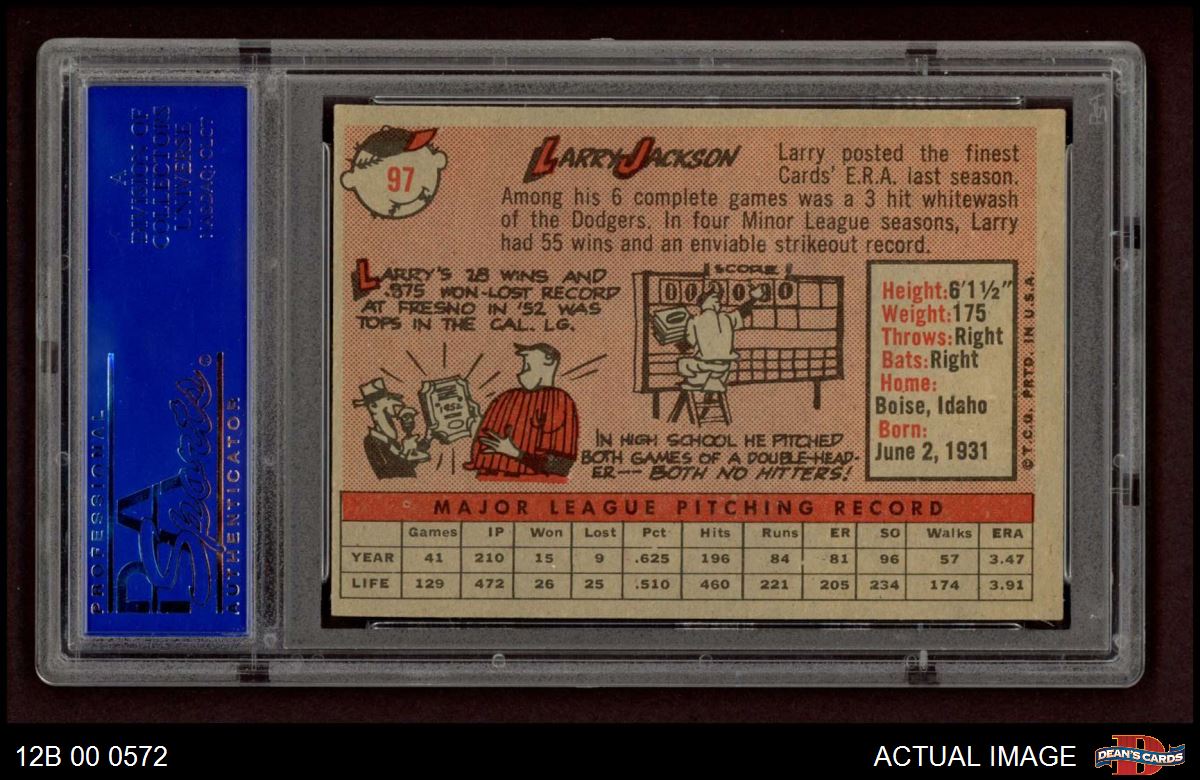 A
DIVISION OF
COLLECTORS
UNIVERSE
NASDAQ: CLCT
PROFESSIONAL
PSA
Sports
AUTHENTICATOR
97
LARRY JACKSON
Larry posted the finest
Cards' E.R.A. last season.
Among his 6 complete games was a 3 hit whitewash
of the Dodgers. In four Minor League seasons, Larry
had 55 wins and an enviable strikeout record.
LARRY'S 28 WINS AND
.875 WON-LOST RECORD
AT FRESNO IN '52 WAS
TOPS IN THE CAL. LG.
1952
SCORE
000000
IN HIGH SCHOOL HE PITCHED
BOTH GAMES OF A DOUBLE-HEAD-
ER — BOTH NO HITTERS!
Height: 6'1½"
Weight: 175
Throws: Right
Bats: Right
Home:
Boise, Idaho
Born:
June 2, 1931
©T.C.G. PRTD. IN U.S.A.
MAJOR LEAGUE PITCHING RECORD
Games IP Won Lost Pct Hits Runs ER SO Walks ERA
YEAR 41 210 15 9 .625 196 84 81 96 57 3.47
LIFE 129 472 26 25 .510 460 221 205 234 174 3.91
12B 00 0572
ACTUAL IMAGE
D
DEAN'S CARDS